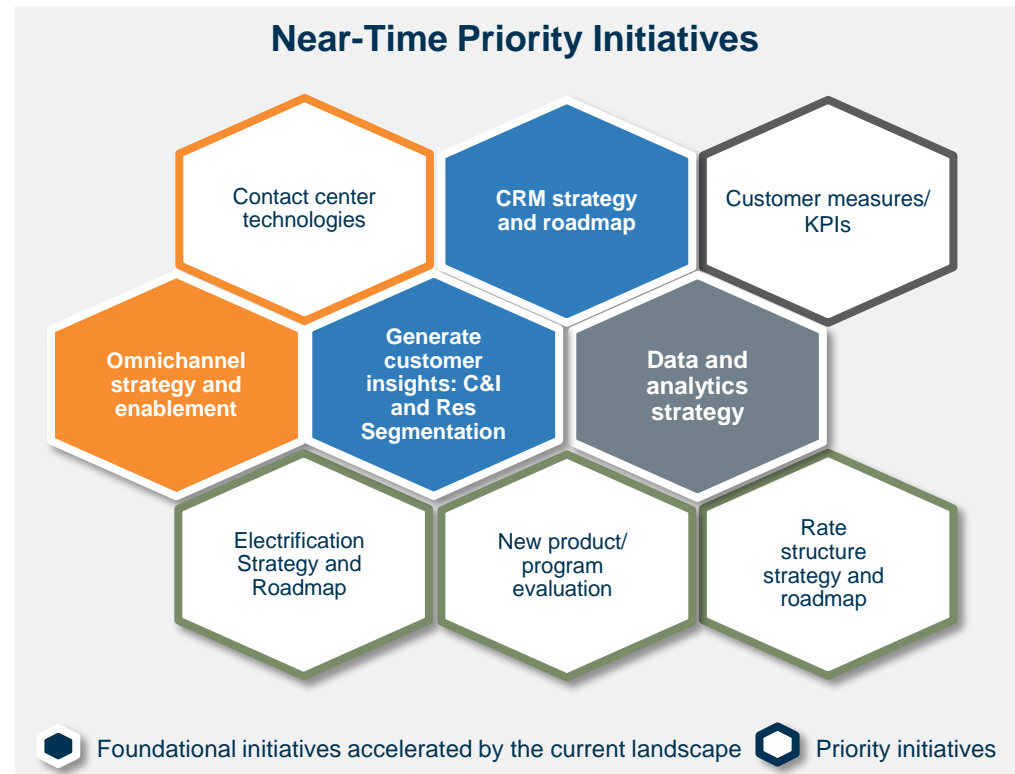 Near-Time Priority Initiatives
Contact center
technologies
CRM strategy
and roadmap
Customer measures/
KPIs
Omnichannel
strategy and
enablement
Generate
customer
insights: C&I
and Res
Segmentation
Data and
analytics
strategy
Electrification
Strategy and
Roadmap
New product/
program
evaluation
Rate
structure
strategy and
roadmap
Foundational initiatives accelerated by the current landscape
Priority initiatives